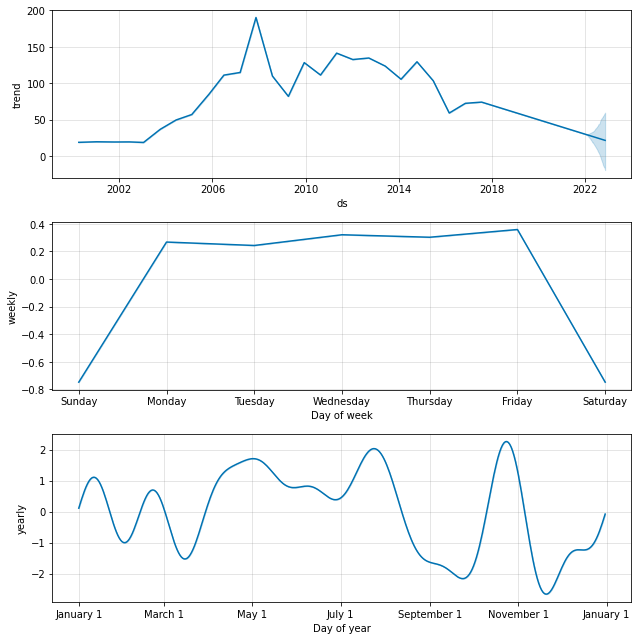 200
150
100
50
0
trend
2002 2006 2010 2014 2018 2022
ds
0.4
0.2
0.0
−0.2
−0.4
−0.6
−0.8
weekly
Sunday Monday Tuesday Wednesday Thursday Friday Saturday
Day of week
2
1
0
−1
−2
yearly
January 1 March 1 May 1 July 1 September 1 November 1 January 1
Day of year